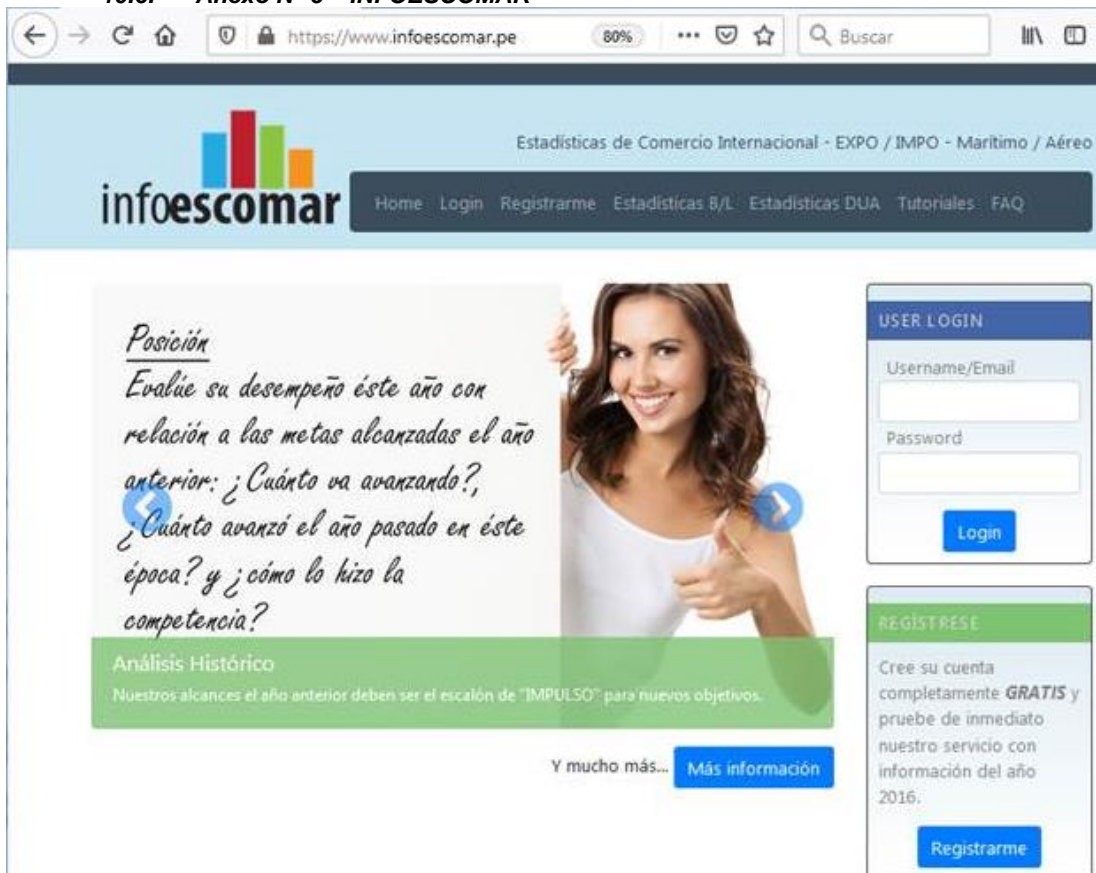 Anexo N° 8 – INFOESCOMAR
https://www.infoescomar.pe
80%
Buscar
Estadísticas de Comercio Internacional - EXPO / IMPO - Marítimo / Aéreo
infoescomar
Home Login Registrarme Estadísticas B/L Estadísticas DUA Tutoriales FAQ
Posición
Evalúe su desempeño éste año con
relación a las metas alcanzadas el año
anterior: ¿Cuánto va avanzando?,
¿Cuánto avanzó el año pasado en éste
época? y ¿cómo lo hizo la
competencia?
Análisis Histórico
Nuestros alcances el año anterior deben ser el escalón de "IMPULSO" para nuevos objetivos.
Y mucho más... Más información
USER LOGIN
Username/Email
Password
Login
REGÍSTRESE
Cree su cuenta
completamente GRATIS y
pruebe de inmediato
nuestro servicio con
información del año
2016.
Registrarme